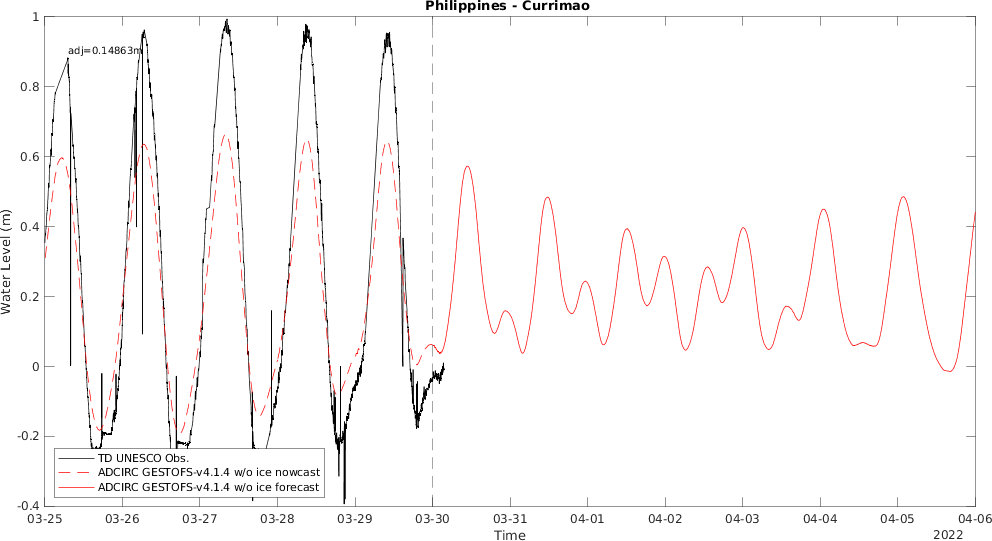 Philippines - Currimao
adj=0.14863m
1
0.8
0.6
0.4
0.2
0
-0.2
-0.4
Water Level (m)
TD UNESCO Obs.
ADCIRC GESTOFS-v4.1.4 w/o ice nowcast
ADCIRC GESTOFS-v4.1.4 w/o ice forecast
03-25 03-26 03-27 03-28 03-29 03-30 03-31 04-01 04-02 04-03 04-04 04-05 04-06
Time
2022